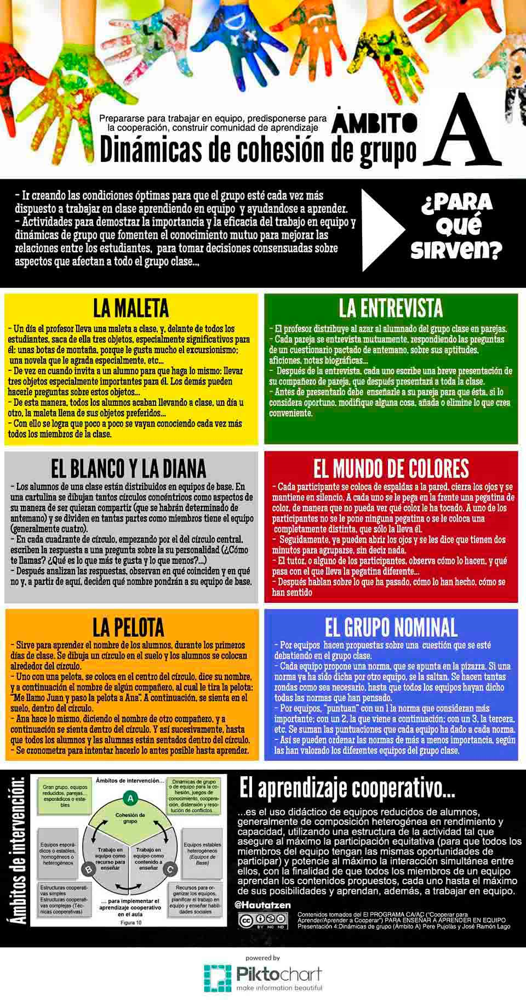 Prepararse para trabajar en equipo, predisponerse para
la cooperación, construir comunidad de aprendizaje
ÁMBITO
A
Dinámicas de cohesión de grupo
- Ir creando las condiciones óptimas para que el grupo esté cada vez más
dispuesto a trabajar en clase aprendiendo en equipo y ayudandose a aprender.
- Actividades para demostrar la importancia y la eficacia del trabajo en equipo y
dinámicas de grupo que fomenten el conocimiento mutuo para mejorar las
relaciones entre los estudiantes, para tomar decisiones consensuadas sobre
aspectos que afectan a todo el grupo clase...
¿PARA
QUÉ
SIRVEN?
LA MALETA
- Un día el profesor lleva una maleta a clase, y, delante de todos los
estudiantes, saca de ella tres objetos, especialmente significativos para
él: unas botas de montaña, porque le gusta mucho el excursionismo;
una novela que le agrada especialmente, etc...
- De vez en cuando invita a un alumno para que haga lo mismo: llevar
tres objetos especialmente importantes para él. Los demás pueden
hacerle preguntas sobre estos objetos...
- De esta manera, todos los alumnos acaban llevando a clase, un día u
otro, la maleta llena de sus objetos preferidos...
- Con ello se logra que poco a poco se vayan conociendo cada vez más
todos los miembros de la clase.
LA ENTREVISTA
- El profesor distribuye al azar al alumnado del grupo clase en parejas.
- Cada pareja se entrevista mutuamente, respondiendo las preguntas
de un cuestionario pactado de antemano, sobre sus aptitudes,
aficiones, notas biográficas...
- Después de la entrevista, cada uno escribe una breve presentación de
su compañero de pareja, que después presentará a toda la clase.
- Antes de presentarlo debe enseñarle a su pareja para que ésta, si lo
considera oportuno, modifique alguna cosa, añada o elimine lo que crea
conveniente.
EL BLANCO Y LA DIANA
- Los alumnos de una clase están distribuidos en equipos de base. En
una cartulina se dibujan tantos círculos concéntricos como aspectos de
su manera de ser quieran compartir (que se habrán determinado de
antemano) y se dividen en tantas partes como miembros tiene el equipo
(generalmente cuatro).
- En cada cuadrante de círculo, empezando por el del círculo central,
escriben la respuesta a una pregunta sobre la su personalidad (¿Cómo
te llamas? ¿Qué es lo que más te gusta y lo que menos?...)
- Después analizan las respuestas, observan en qué coinciden y en qué
no y, a partir de aquí, deciden qué nombre pondrán a su equipo de base.
EL MUNDO DE COLORES
- Cada participante se coloca de espaldas a la pared, cierra los ojos y se
mantiene en silencio. A cada uno se le pega en la frente una pegatina de
color, de manera que no pueda ver qué color le ha tocado. A uno de los
participantes no se le pone ninguna pegatina o se le coloca una
completamente distinta, que sólo la lleva él.
- Seguidamente, ya pueden abrir los ojos y se les dice que tienen dos
minutos para agruparse, sin decir nada.
- El tutor, o alguno de los participantes, observa cómo lo hacen, y qué
pasa con el que lleva la pegatina diferente...
- Después hablan sobre lo que ha pasado, cómo lo han hecho, cómo se
han sentido
LA PELOTA
- Sirve para aprender el nombre de los alumnos, durante los primeros
días de clase. Se dibuja un círculo en el suelo y los alumnos se colocan
alrededor del círculo.
- Uno con una pelota, se coloca en el centro del círculo, dice su nombre,
y a continuación el nombre de algún compañero, al cual le tira la pelota:
"Me llamo Juan y paso la pelota a Ana". A continuación, se sienta en el
suelo, dentro del círculo.
- Ana hace lo mismo, diciendo el nombre de otro compañero, y a
continuación se sienta dentro del círculo. Y así sucesivamente, hasta
que todos los alumnos y las alumnas están sentados dentro del círculo.
- Se cronometra para intentar hacerlo lo antes posible hasta aprender.
EL GRUPO NOMINAL
- Por equipos hacen propuestas sobre una cuestión que se esté
debatiendo en el grupo clase.
- Cada equipo propone una norma, que se apunta en la pizarra. Si una
norma ya ha sido dicha por otro equipo, se la saltan. Se hacen tantas
rondas como sea necesario, hasta que todos los equipos hayan dicho
todas las normas que han pensado.
- Por equipos, "puntuan" con un 1 la norma que consideran más
importante; con un 2, la que viene a continuación; con un 3, la tercera,
etc. Se suman las puntuaciones que cada equipo ha dado a cada norma.
- Así se pueden ordenar las normas de más a menos importancia, según
las han valorado los diferentes equipos del grupo clase.
Ámbitos de intervención:
Ámbitos de intervención...
Gran grupo, equipos
reducidos, parejas...
esporádicos o esta-
bles
Dinámicas de grupo
o de equipo para la co-
hesión, juegos de
conocimiento, coopera-
ción, distensión y reso-
lución de conflictos...
A
Cohesión de
grupo
Equipos esporá-
dicos o estables,
homogéneos o
heterogéneos
Trabajo en
equipo como
recurso para
enseñar
B
Trabajo en
equipo como
contenido a
enseñar
C
Equipos estables
heterogéneos
(Equipos de
Base)
Estructuras cooperati-
vas simples
Estructuras cooperati-
vas complejas (Téc-
nicas cooperativas)
... para implementar el
aprendizaje cooperativo
en el aula
Figura 10
Recursos para or-
ganizar los equipos,
planificar el trabajo en
equipo y enseñar habili-
dades sociales
El aprendizaje cooperativo...
...es el uso didáctico de equipos reducidos de alumnos,
generalmente de composición heterogénea en rendimiento y
capacidad, utilizando una estructura de la actividad tal que
asegure al máximo la participación equitativa (para que todos los
miembros del equipo tengan las mismas oportunidades de
participar) y potencie al máximo la interacción simultánea entre
ellos, con la finalidad de que todos los miembros de un equipo
aprendan los contenidos propuestos, cada uno hasta el máximo
de sus posibilidades y aprendan, además, a trabajar en equipo.
@Hautatzen
cc
BY NC ND
Contenidos tomados del El PROGRAMA CA/AC ("Cooperar para
Aprender/Aprender a Cooperar") PARA ENSEÑAR A APRENDER EN EQUIPO
Presentación 4:Dinámicas de grupo (Ámbito A) Pere Pujolàs y José Ramón Lago
powered by
Piktochart
make information beautiful